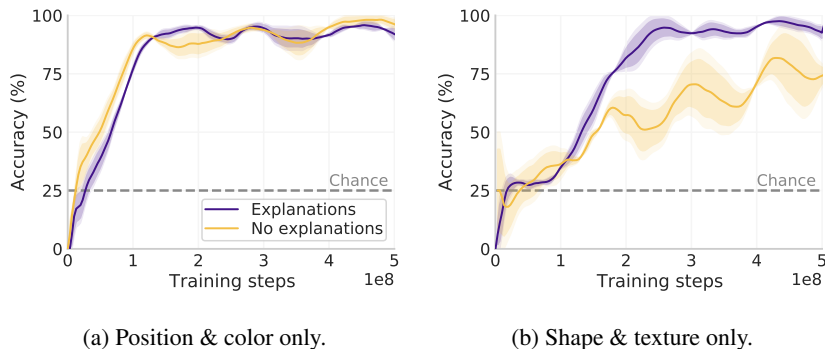 100
75
50
25
0
Accuracy (%)
Chance
Explanations
No explanations
0 1 2 3 4 5
Training steps
1e8
(a) Position & color only.
100
75
50
25
0
Accuracy (%)
Chance
0 1 2 3 4 5
Training steps
1e8
(b) Shape & texture only.